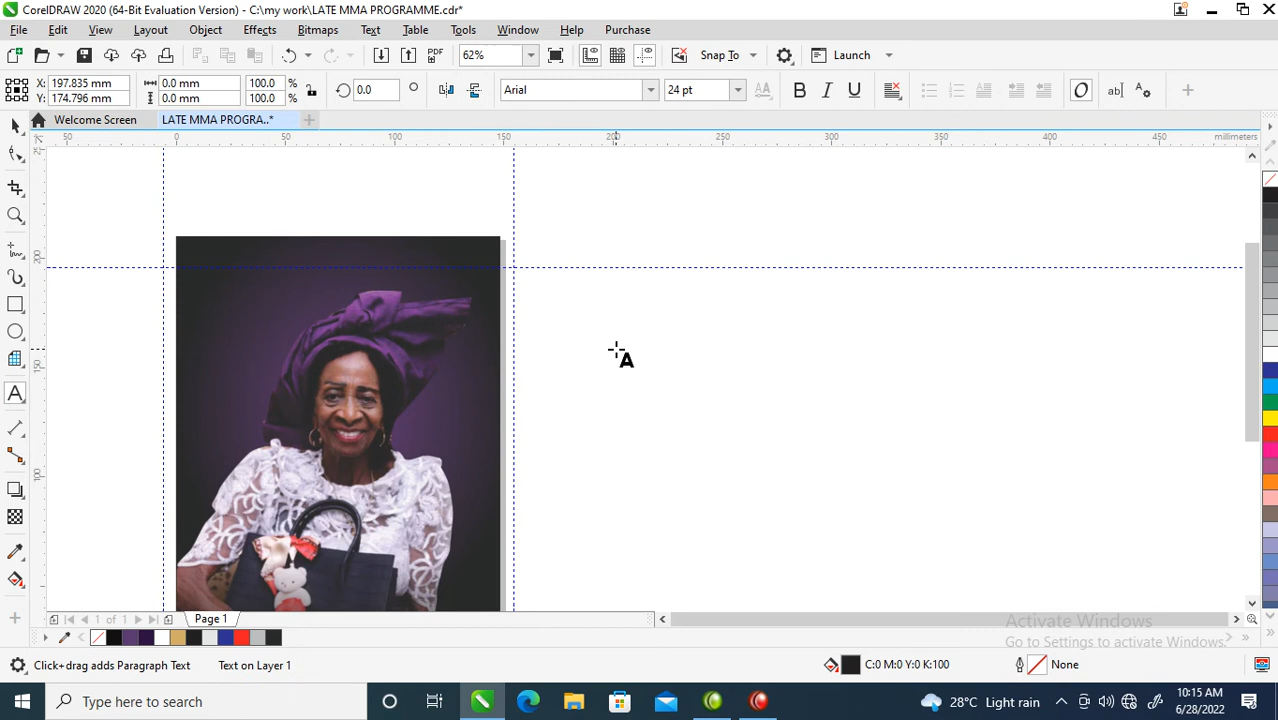 CorelDRAW 2020 (64-Bit Evaluation Version) - C:\my work\LATE MMA PROGRAMME.cdr*
File Edit View Layout Object Effects Bitmaps Text Table Tools Window Help Purchase
PDF 62% Snap To Launch
X: 197.835 mm 0.0 mm 100.0 % 0.0 Arial 24 pt B I U ab
Y: 174.796 mm 0.0 mm 100.0 %
Welcome Screen LATE MMA PROGRA..*
50 0 50 100 150 200 250 300 350 400 450 millimeters
200
150
100
A
1 of 1 Page 1
Activate Windows
Go to Settings to activate Windows.
Click+drag adds Paragraph Text Text on Layer 1 C:0 M:0 Y:0 K:100 None
Type here to search 28°C Light rain 10:15 AM
6/28/2022